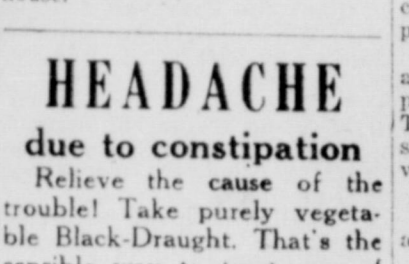 HEADACHE
due to constipation
Relieve the cause of the
trouble! Take purely vegeta-
ble Black-Draught. That's the